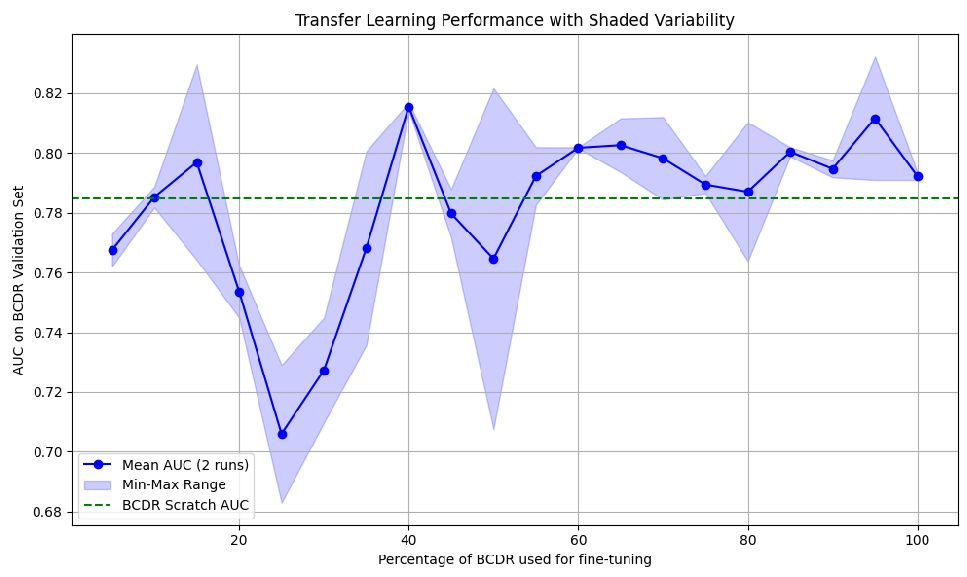 Transfer Learning Performance with Shaded Variability
AUC on BCDR Validation Set
0.82
0.80
0.78
0.76
0.74
0.72
0.70
0.68
Mean AUC (2 runs)
Min-Max Range
BCDR Scratch AUC
20 40 60 80 100
Percentage of BCDR used for fine-tuning